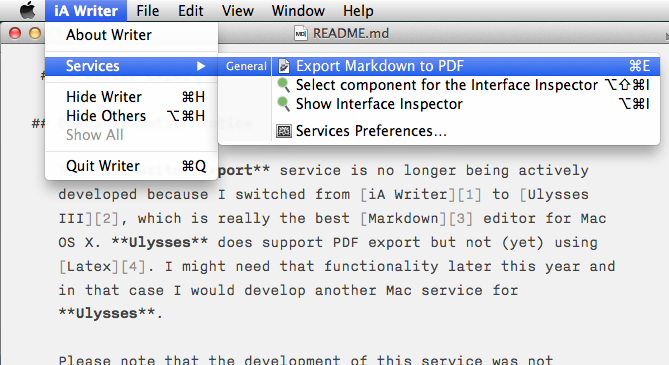 iA Writer File Edit View Window Help
README.md
About Writer
Services
General Export Markdown to PDF ⌘E
Select component for the Interface Inspector ⌥⇧⌘I
Show Interface Inspector ⌥⌘I
Services Preferences...
Hide Writer ⌘H
Hide Others ⌥⌘H
Show All
Quit Writer ⌘Q
#
##
port** service is no longer being actively
developed because I switched from [iA Writer][1] to [Ulysses
III][2], which is really the best [Markdown][3] editor for Mac
OS X. **Ulysses** does support PDF export but not (yet) using
[Latex][4]. I might need that functionality later this year and
in that case I would develop another Mac service for
**Ulysses**.
Please note that the development of this service was not